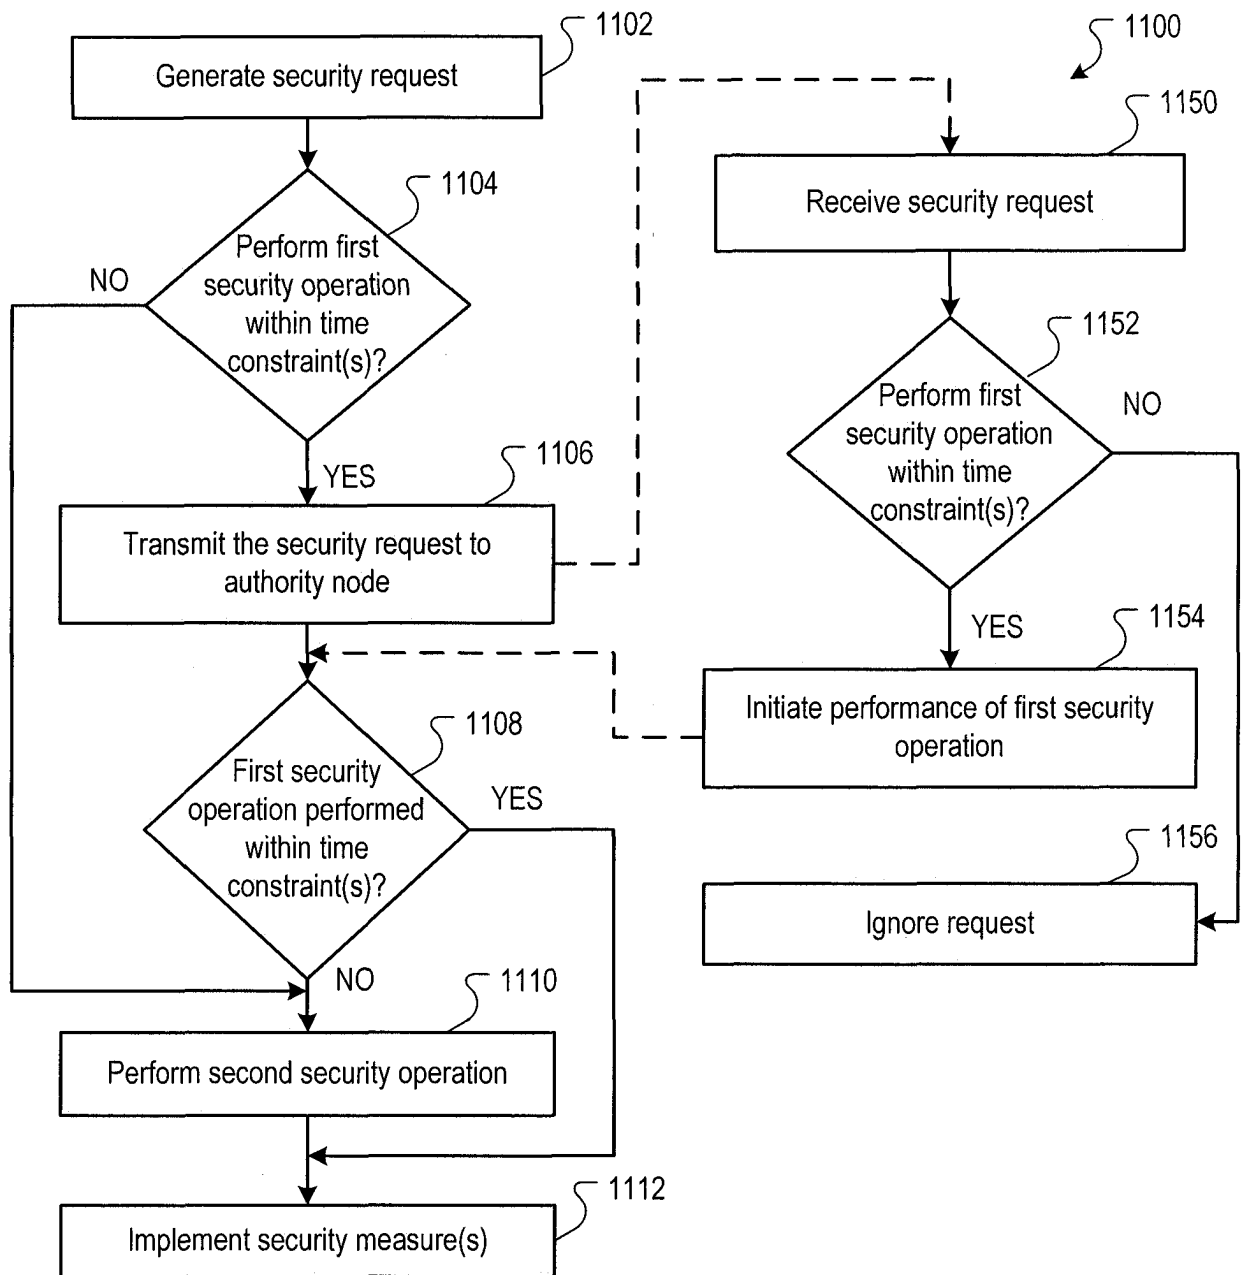 1102
Generate security request
1104
Perform first
security operation
within time
constraint(s)?
NO
YES
1106
Transmit the security request to
authority node
1108
First security
operation performed
within time
constraint(s)?
YES
NO
1110
Perform second security operation
1112
Implement security measure(s)
1100
1150
Receive security request
1152
Perform first
security operation
within time
constraint(s)?
NO
YES
1154
Initiate performance of first security
operation
1156
Ignore request